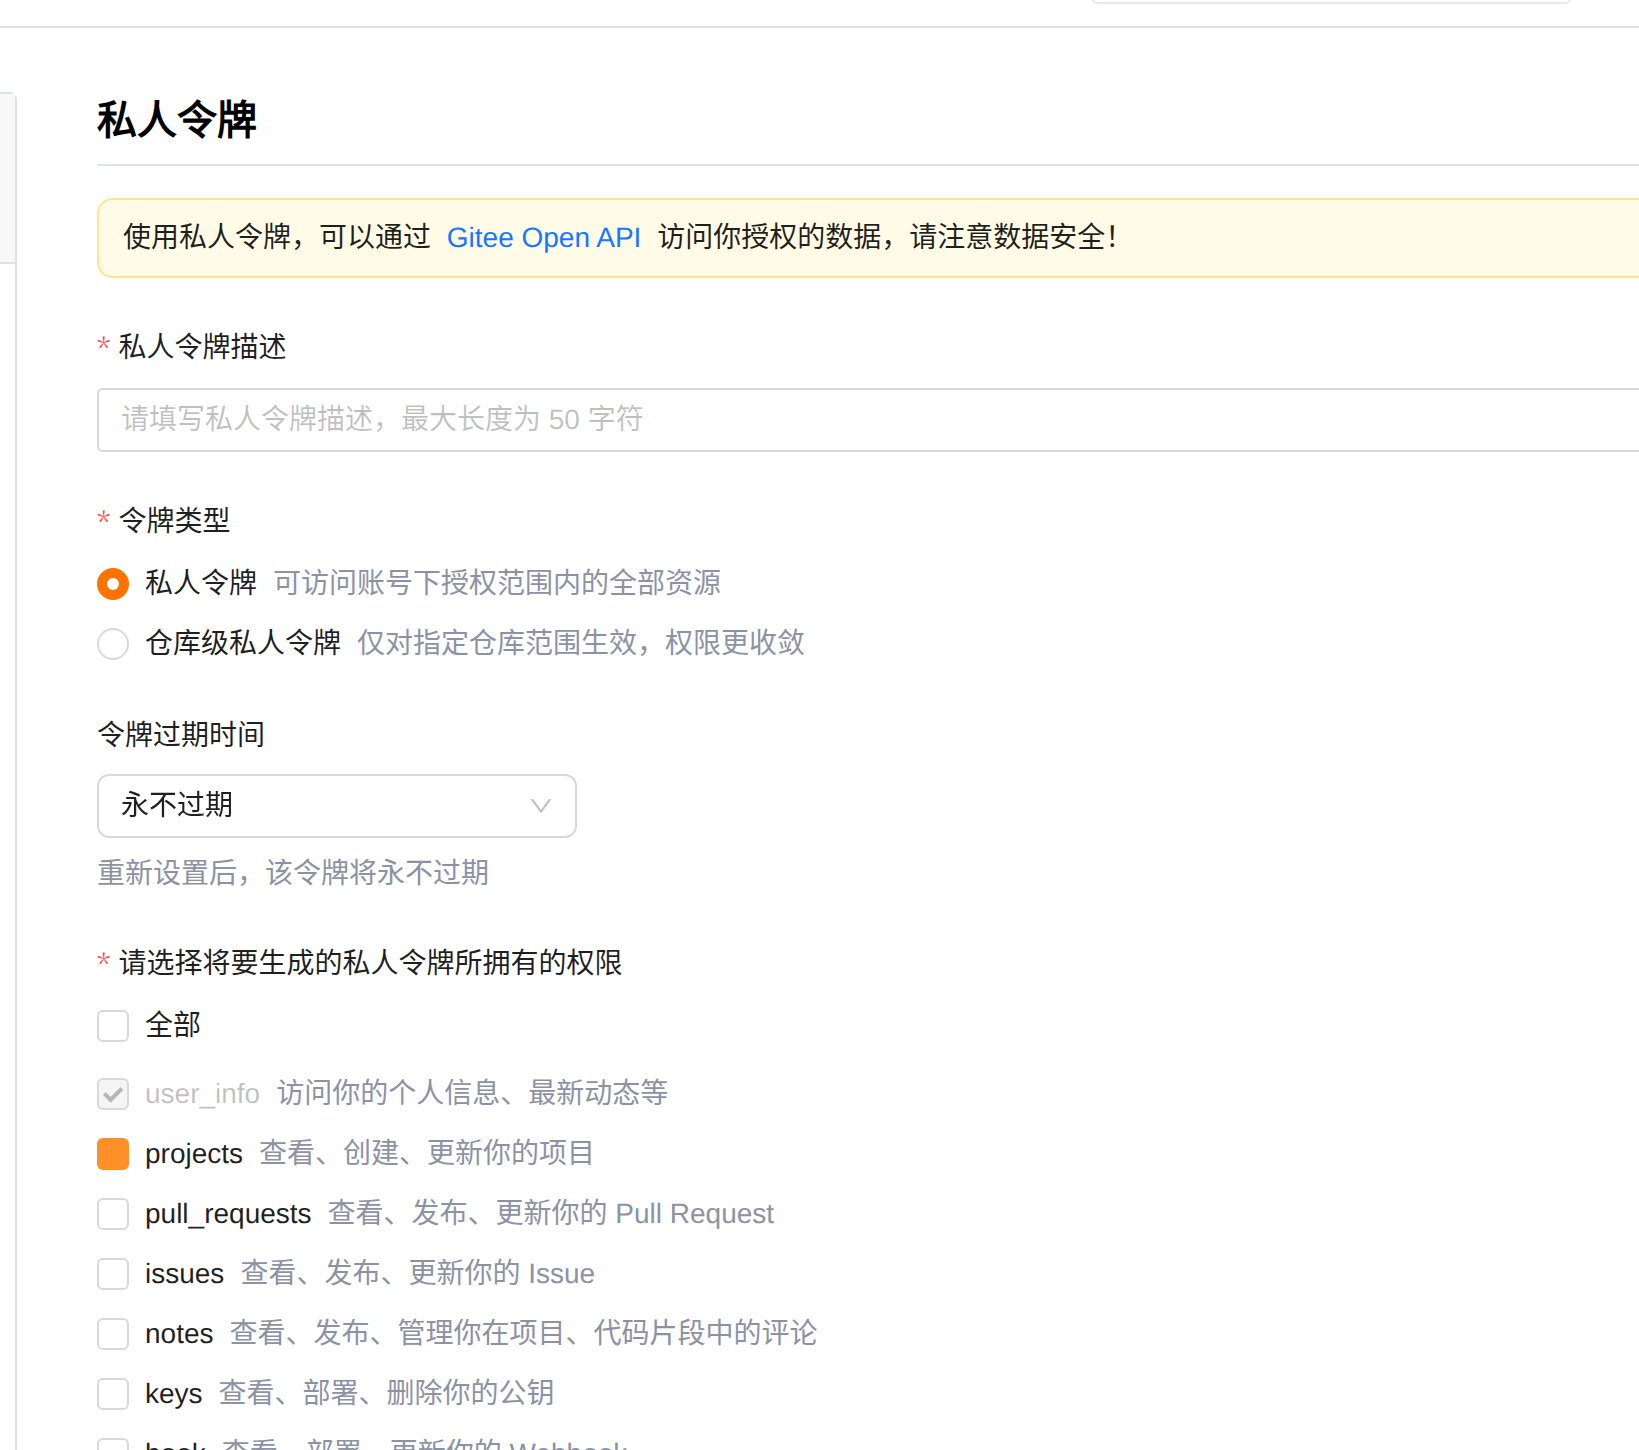 私人令牌
使用私人令牌，可以通过 Gitee Open API 访问你授权的数据，请注意数据安全！
* 私人令牌描述
请填写私人令牌描述，最大长度为 50 字符
* 令牌类型
私人令牌 可访问账号下授权范围内的全部资源
仓库级私人令牌 仅对指定仓库范围生效，权限更收敛
令牌过期时间
永不过期
重新设置后，该令牌将永不过期
* 请选择将要生成的私人令牌所拥有的权限
全部
user_info 访问你的个人信息、最新动态等
projects 查看、创建、更新你的项目
pull_requests 查看、发布、更新你的 Pull Request
issues 查看、发布、更新你的 Issue
notes 查看、发布、管理你在项目、代码片段中的评论
keys 查看、部署、删除你的公钥
hook 查看、部署、更新你的 Webhook